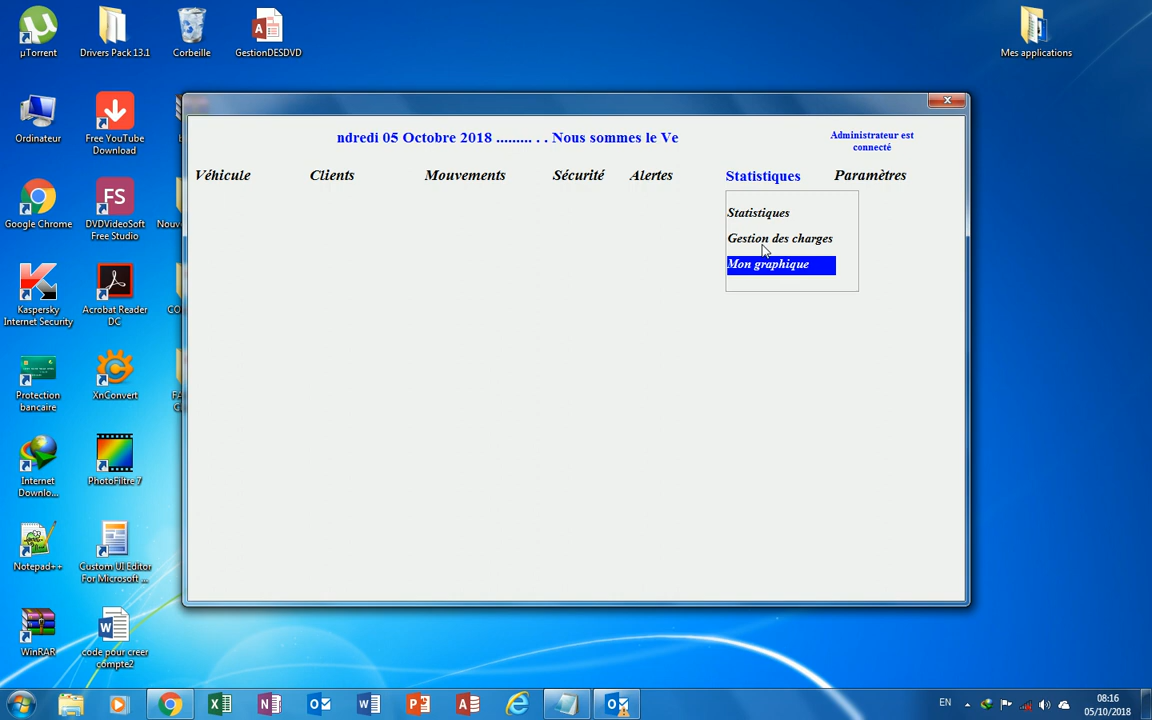 µTorrent
Drivers Pack 13.1
Corbeille
GestionDESDVD
Mes applications
Ordinateur
Free YouTube
Download
ndredi 05 Octobre 2018 ......... . . Nous sommes le Ve
Administrateur est
connecté
Véhicule
Clients
Mouvements
Sécurité
Alertes
Statistiques
Paramètres
Statistiques
Gestion des charges
Mon graphique
Google Chrome
FS
DVDVideoSoft
Free Studio
Nouv
Kaspersky
Internet Security
Acrobat Reader
DC
CO
Protection
bancaire
XnConvert
Internet
Downlo...
PhotoFiltre 7
Notepad++
Custom UI Editor
For Microsoft ...
WinRAR
code pour creer
compte2
EN
08:16
05/10/2018